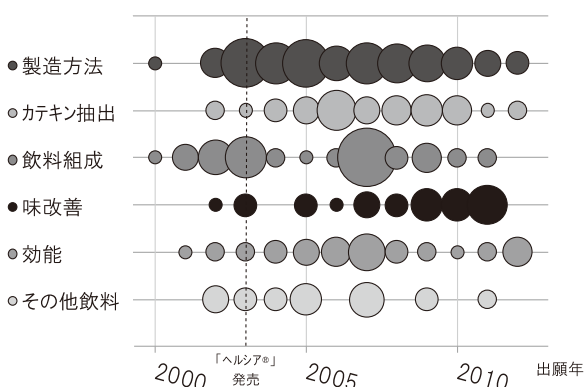 製造方法
カテキン抽出
飲料組成
味改善
効能
その他飲料
2000
「ヘルシア®」
発売
2005
2010
出願年